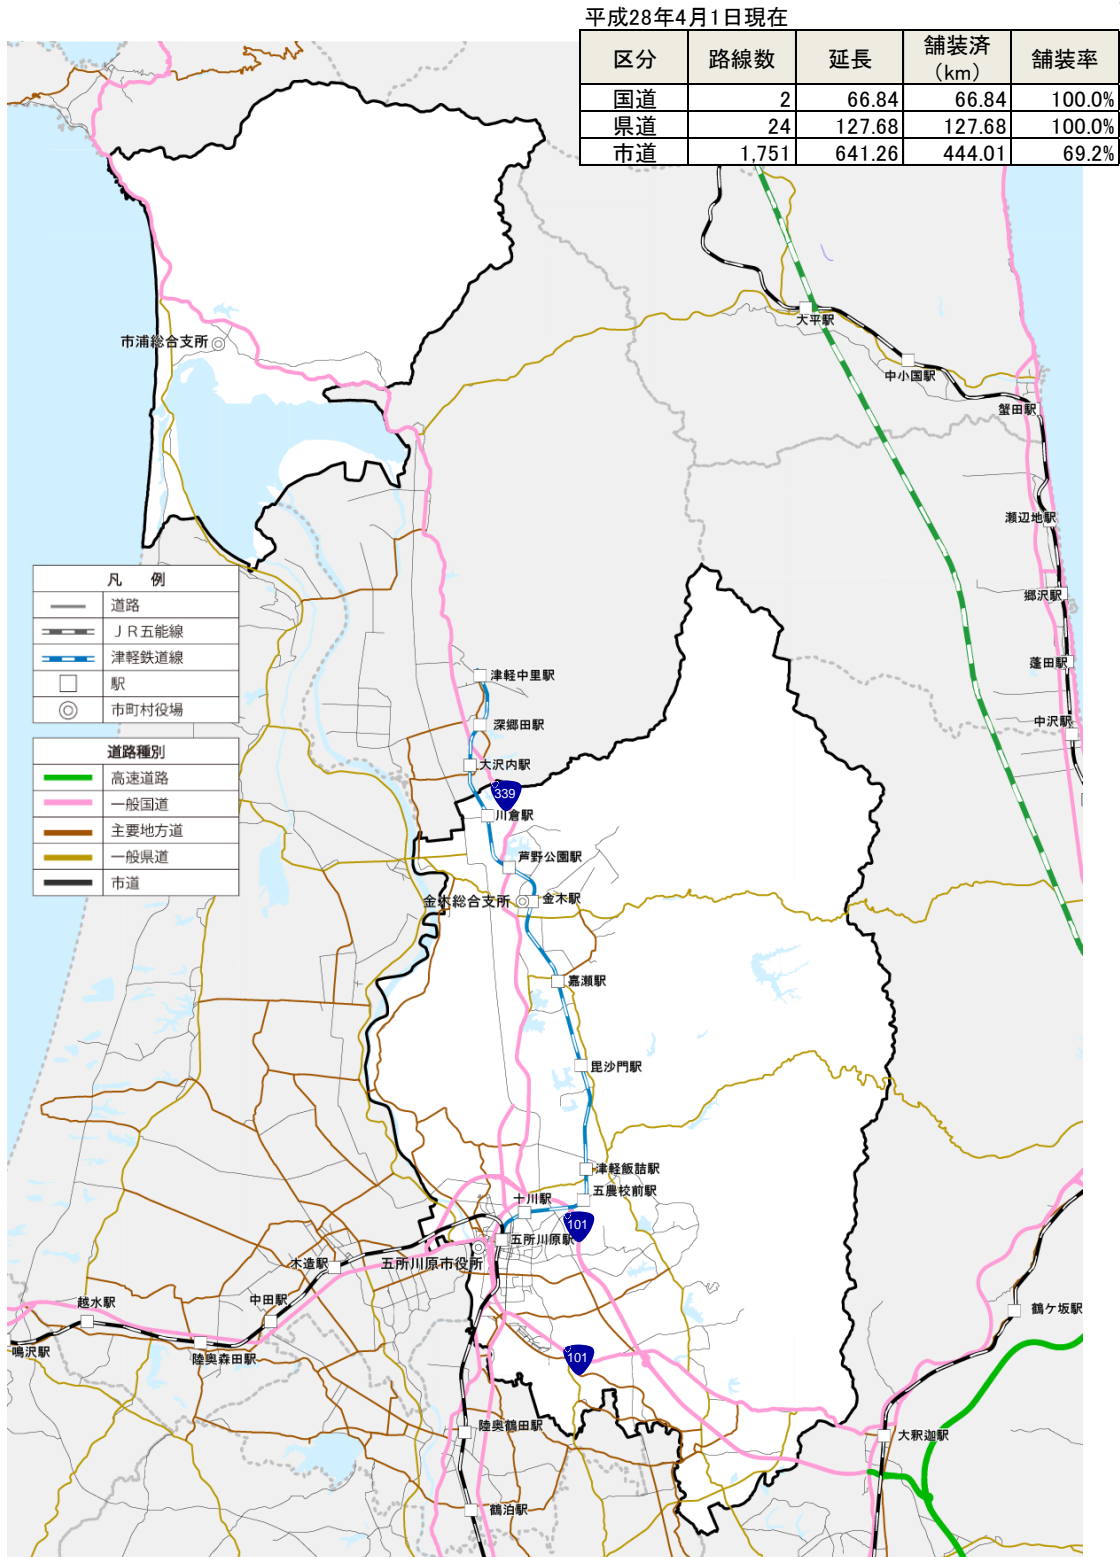 平成28年4月1日現在
区分 路線数 延長 舗装済（km） 舗装率
国道 2 66.84 66.84 100.0%
県道 24 127.68 127.68 100.0%
市道 1,751 641.26 444.01 69.2%
大平駅
市浦総合支所
中小国駅
蟹田駅
瀬辺地駅
凡 例
道路
ＪＲ五能線
津軽鉄道線
駅
市町村役場
郷沢駅
蓬田駅
津軽中里駅
中沢駅
深郷田駅
道路種別
高速道路
一般国道
主要地方道
一般県道
市道
大沢内駅
339
川倉駅
芦野公園駅
金木総合支所
金木駅
嘉瀬駅
毘沙門駅
津軽飯詰駅
五農校前駅
十川駅
101
五所川原駅
五所川原市役所
木造駅
中田駅
越水駅
鶴ケ坂駅
鳴沢駅
陸奥森田駅
101
陸奥鶴田駅
大釈迦駅
鶴泊駅